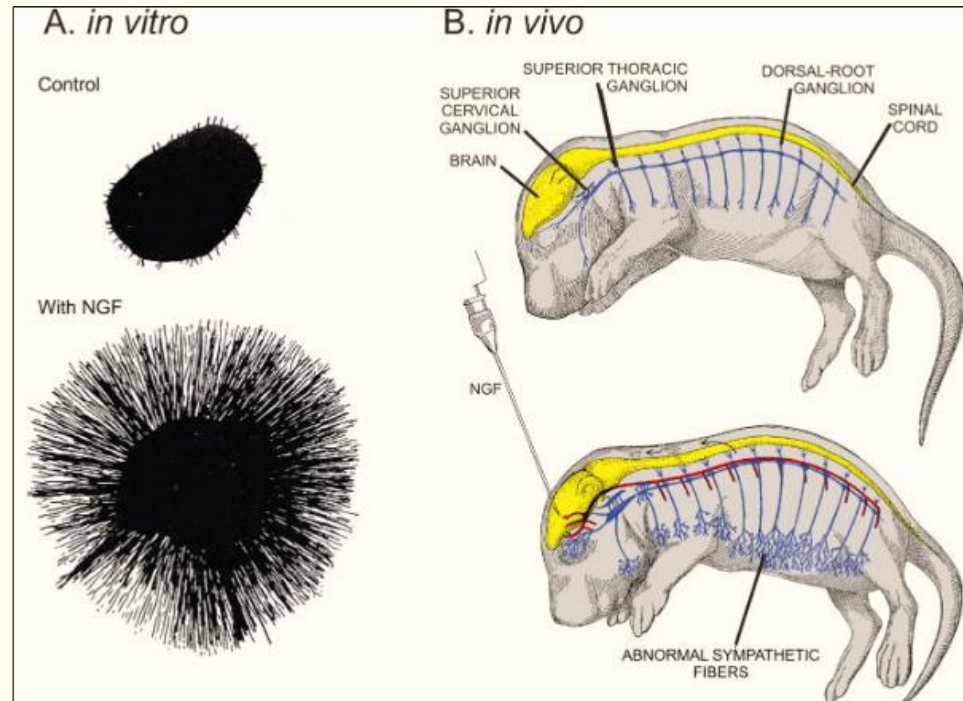 A. in vitro
Control
With NGF
B. in vivo
SUPERIOR THORACIC
GANGLION
DORSAL-ROOT
GANGLION
SUPERIOR
CERVICAL
GANGLION
SPINAL
CORD
BRAIN
NGF
ABNORMAL SYMPATHETIC
FIBERS